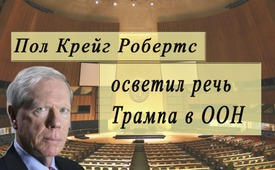 Пол Крейг Робертс
осветил речь
Трампа в ООН